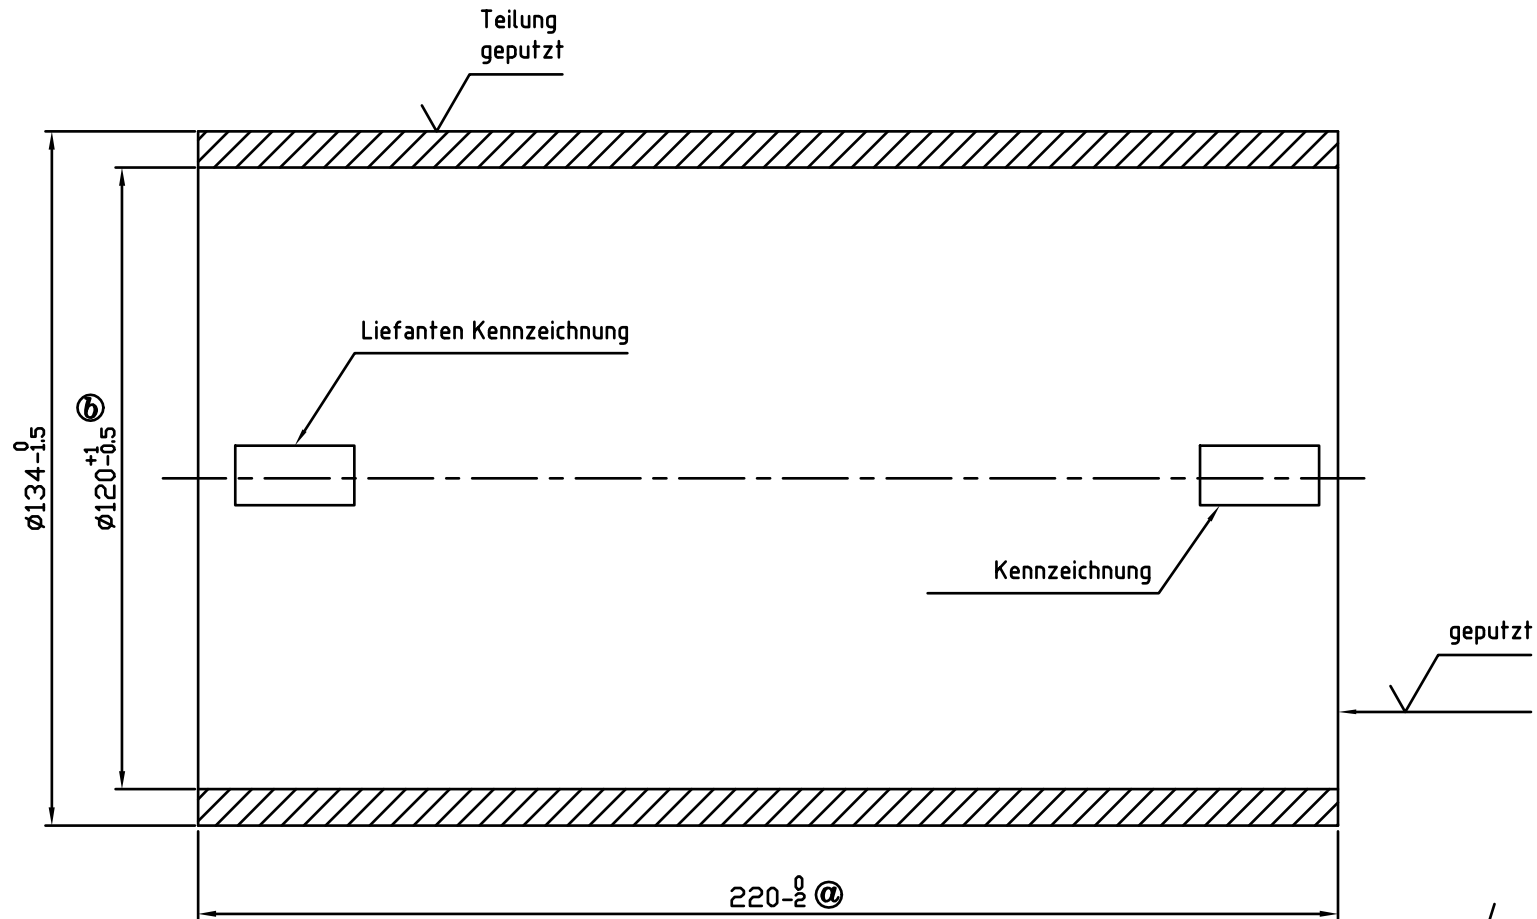 Teilung
geputzt
Liefanten Kennzeichnung
ø134-0/-1.5
ø120+1/-0.5 ⓑ
Kennzeichnung
geputzt
220-0/-2 ⓐ